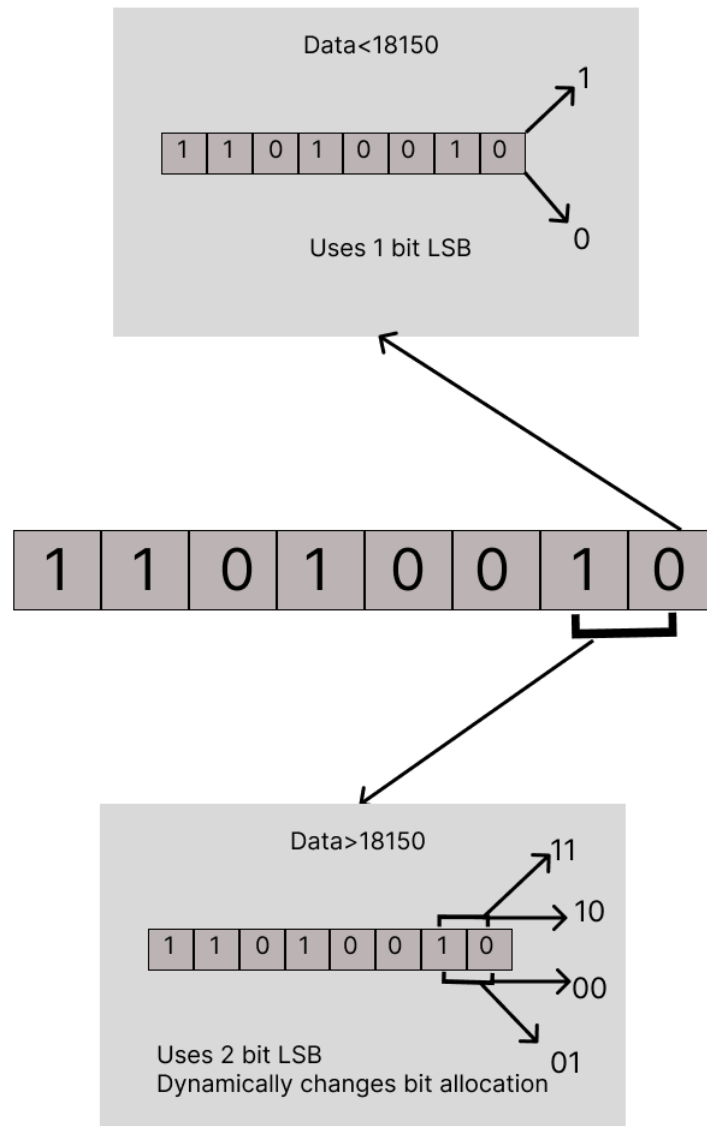 Data<18150
1
1 1 0 1 0 0 1 0
0
Uses 1 bit LSB
1 1 0 1 0 0 1 0
Data>18150
11
10
1 1 0 1 0 0 1 0
00
01
Uses 2 bit LSB
Dynamically changes bit allocation